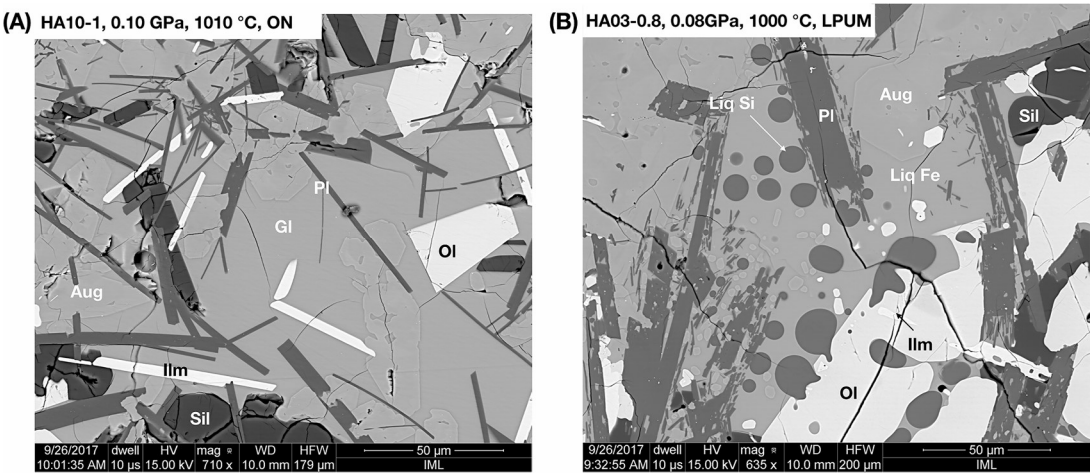 (A) HA10-1, 0.10 GPa, 1010 °C, ON
Pl
Gl
Ol
Aug
Ilm
Sil
9/26/2017 dwell HV mag ¤ WD HFW 50 µm
10:01:35 AM 10 µs 15.00 kV 710 x 10.0 mm 179 µm IML
(B) HA03-0.8, 0.08GPa, 1000 °C, LPUM
Liq Si
Pl
Aug
Sil
Liq Fe
Ilm
Ol
9/26/2017 dwell HV mag ¤ WD HFW 50 µm
9:32:55 AM 10 µs 15.00 kV 635 x 10.0 mm 200 µm IML